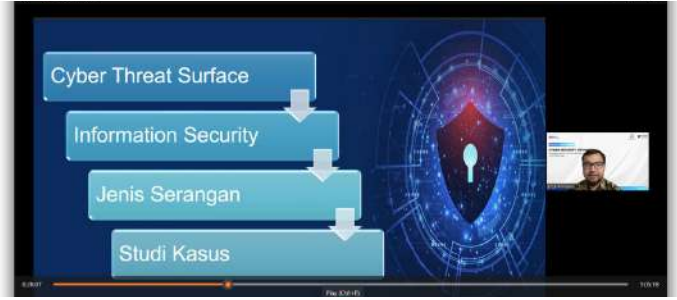 Cyber Threat Surface
Information Security
Jenis Serangan
Studi Kasus